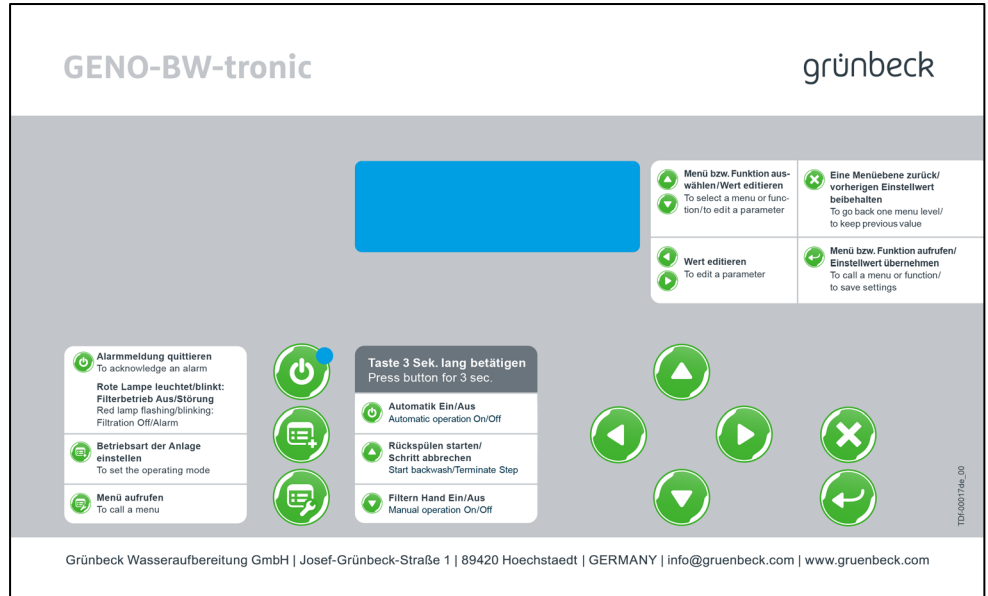 GENO-BW-tronic
grünbeck
Menü bzw. Funktion aus-
wählen/Wert editieren
To select a menu or func-
tion/to edit a parameter
Eine Menüebene zurück/
vorherigen Einstellwert
beibehalten
To go back one menu level/
to keep previous value
Wert editieren
To edit a parameter
Menü bzw. Funktion aufrufen/
Einstellwert übernehmen
To call a menu or function/
to save settings
Alarmmeldung quittieren
To acknowledge an alarm
Rote Lampe leuchtet/blinkt:
Filterbetrieb Aus/Störung
Red lamp flashing/blinking:
Filtration Off/Alarm
Betriebsart der Anlage
einstellen
To set the operating mode
Menü aufrufen
To call a menu
Taste 3 Sek. lang betätigen
Press button for 3 sec.
Automatik Ein/Aus
Automatic operation On/Off
Rückspülen starten/
Schritt abbrechen
Start backwash/Terminate Step
Filtern Hand Ein/Aus
Manual operation On/Off
TDf-00017de_00
Grünbeck Wasseraufbereitung GmbH | Josef-Grünbeck-Straße 1 | 89420 Hoechstaedt | GERMANY | info@gruenbeck.com | www.gruenbeck.com